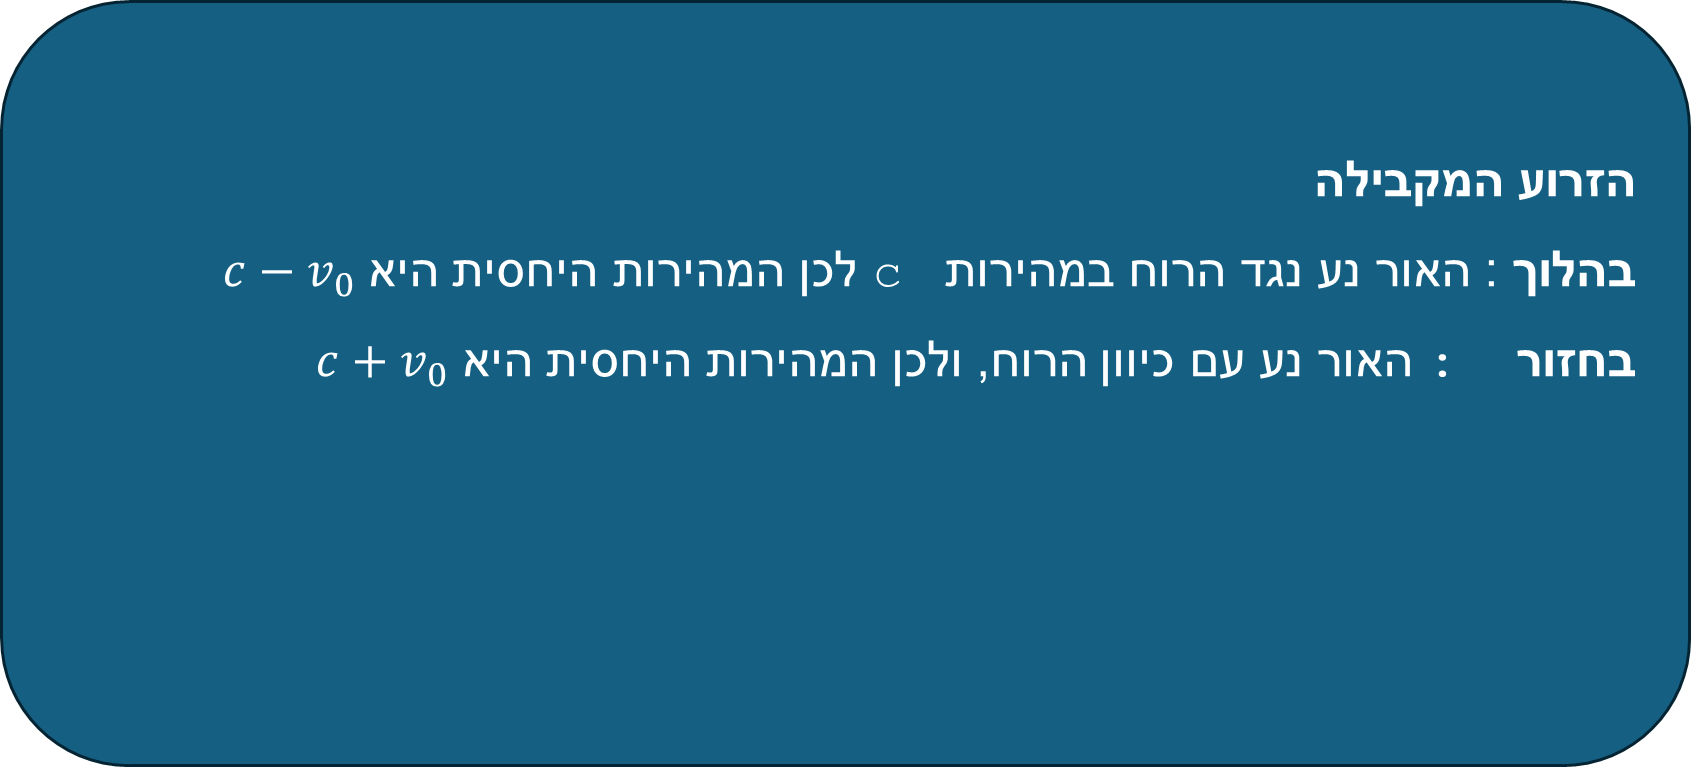 הזרוע המקבילה
בהלוך : האור נע נגד הרוח במהירות c לכן המהירות היחסית היא c − v₀
בחזור : האור נע עם כיוון הרוח, ולכן המהירות היחסית היא c + v₀